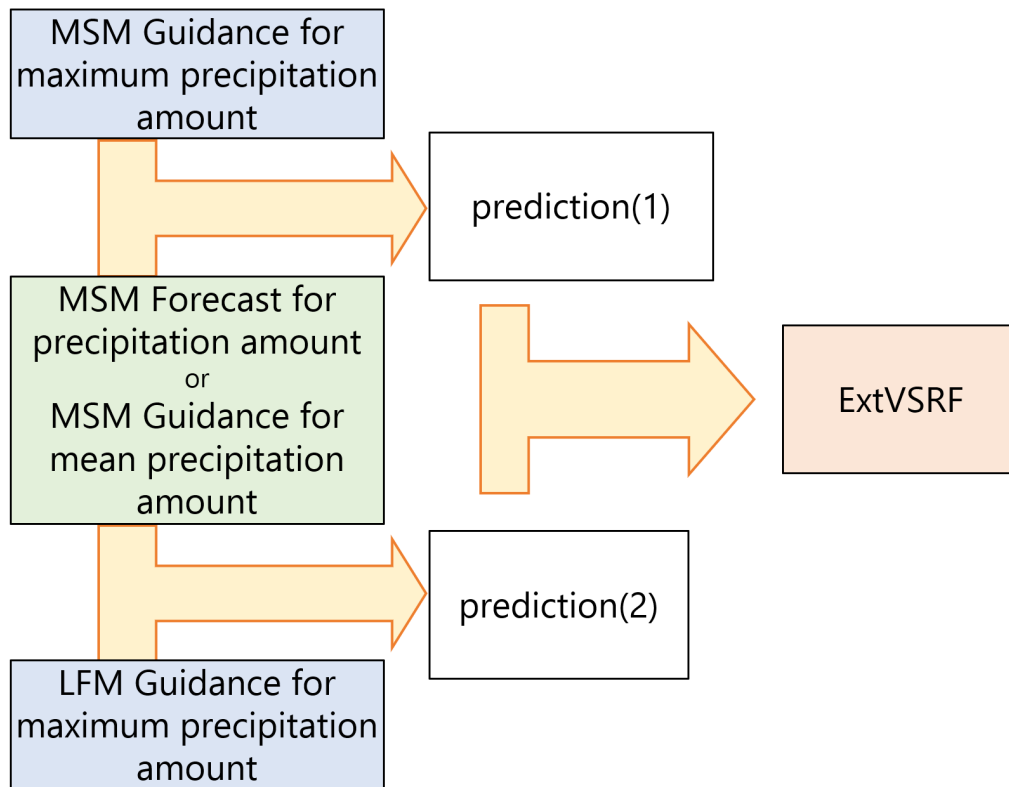 MSM Guidance for
maximum precipitation
amount
prediction(1)
MSM Forecast for
precipitation amount
or
MSM Guidance for
mean precipitation
amount
ExtVSRF
prediction(2)
LFM Guidance for
maximum precipitation
amount